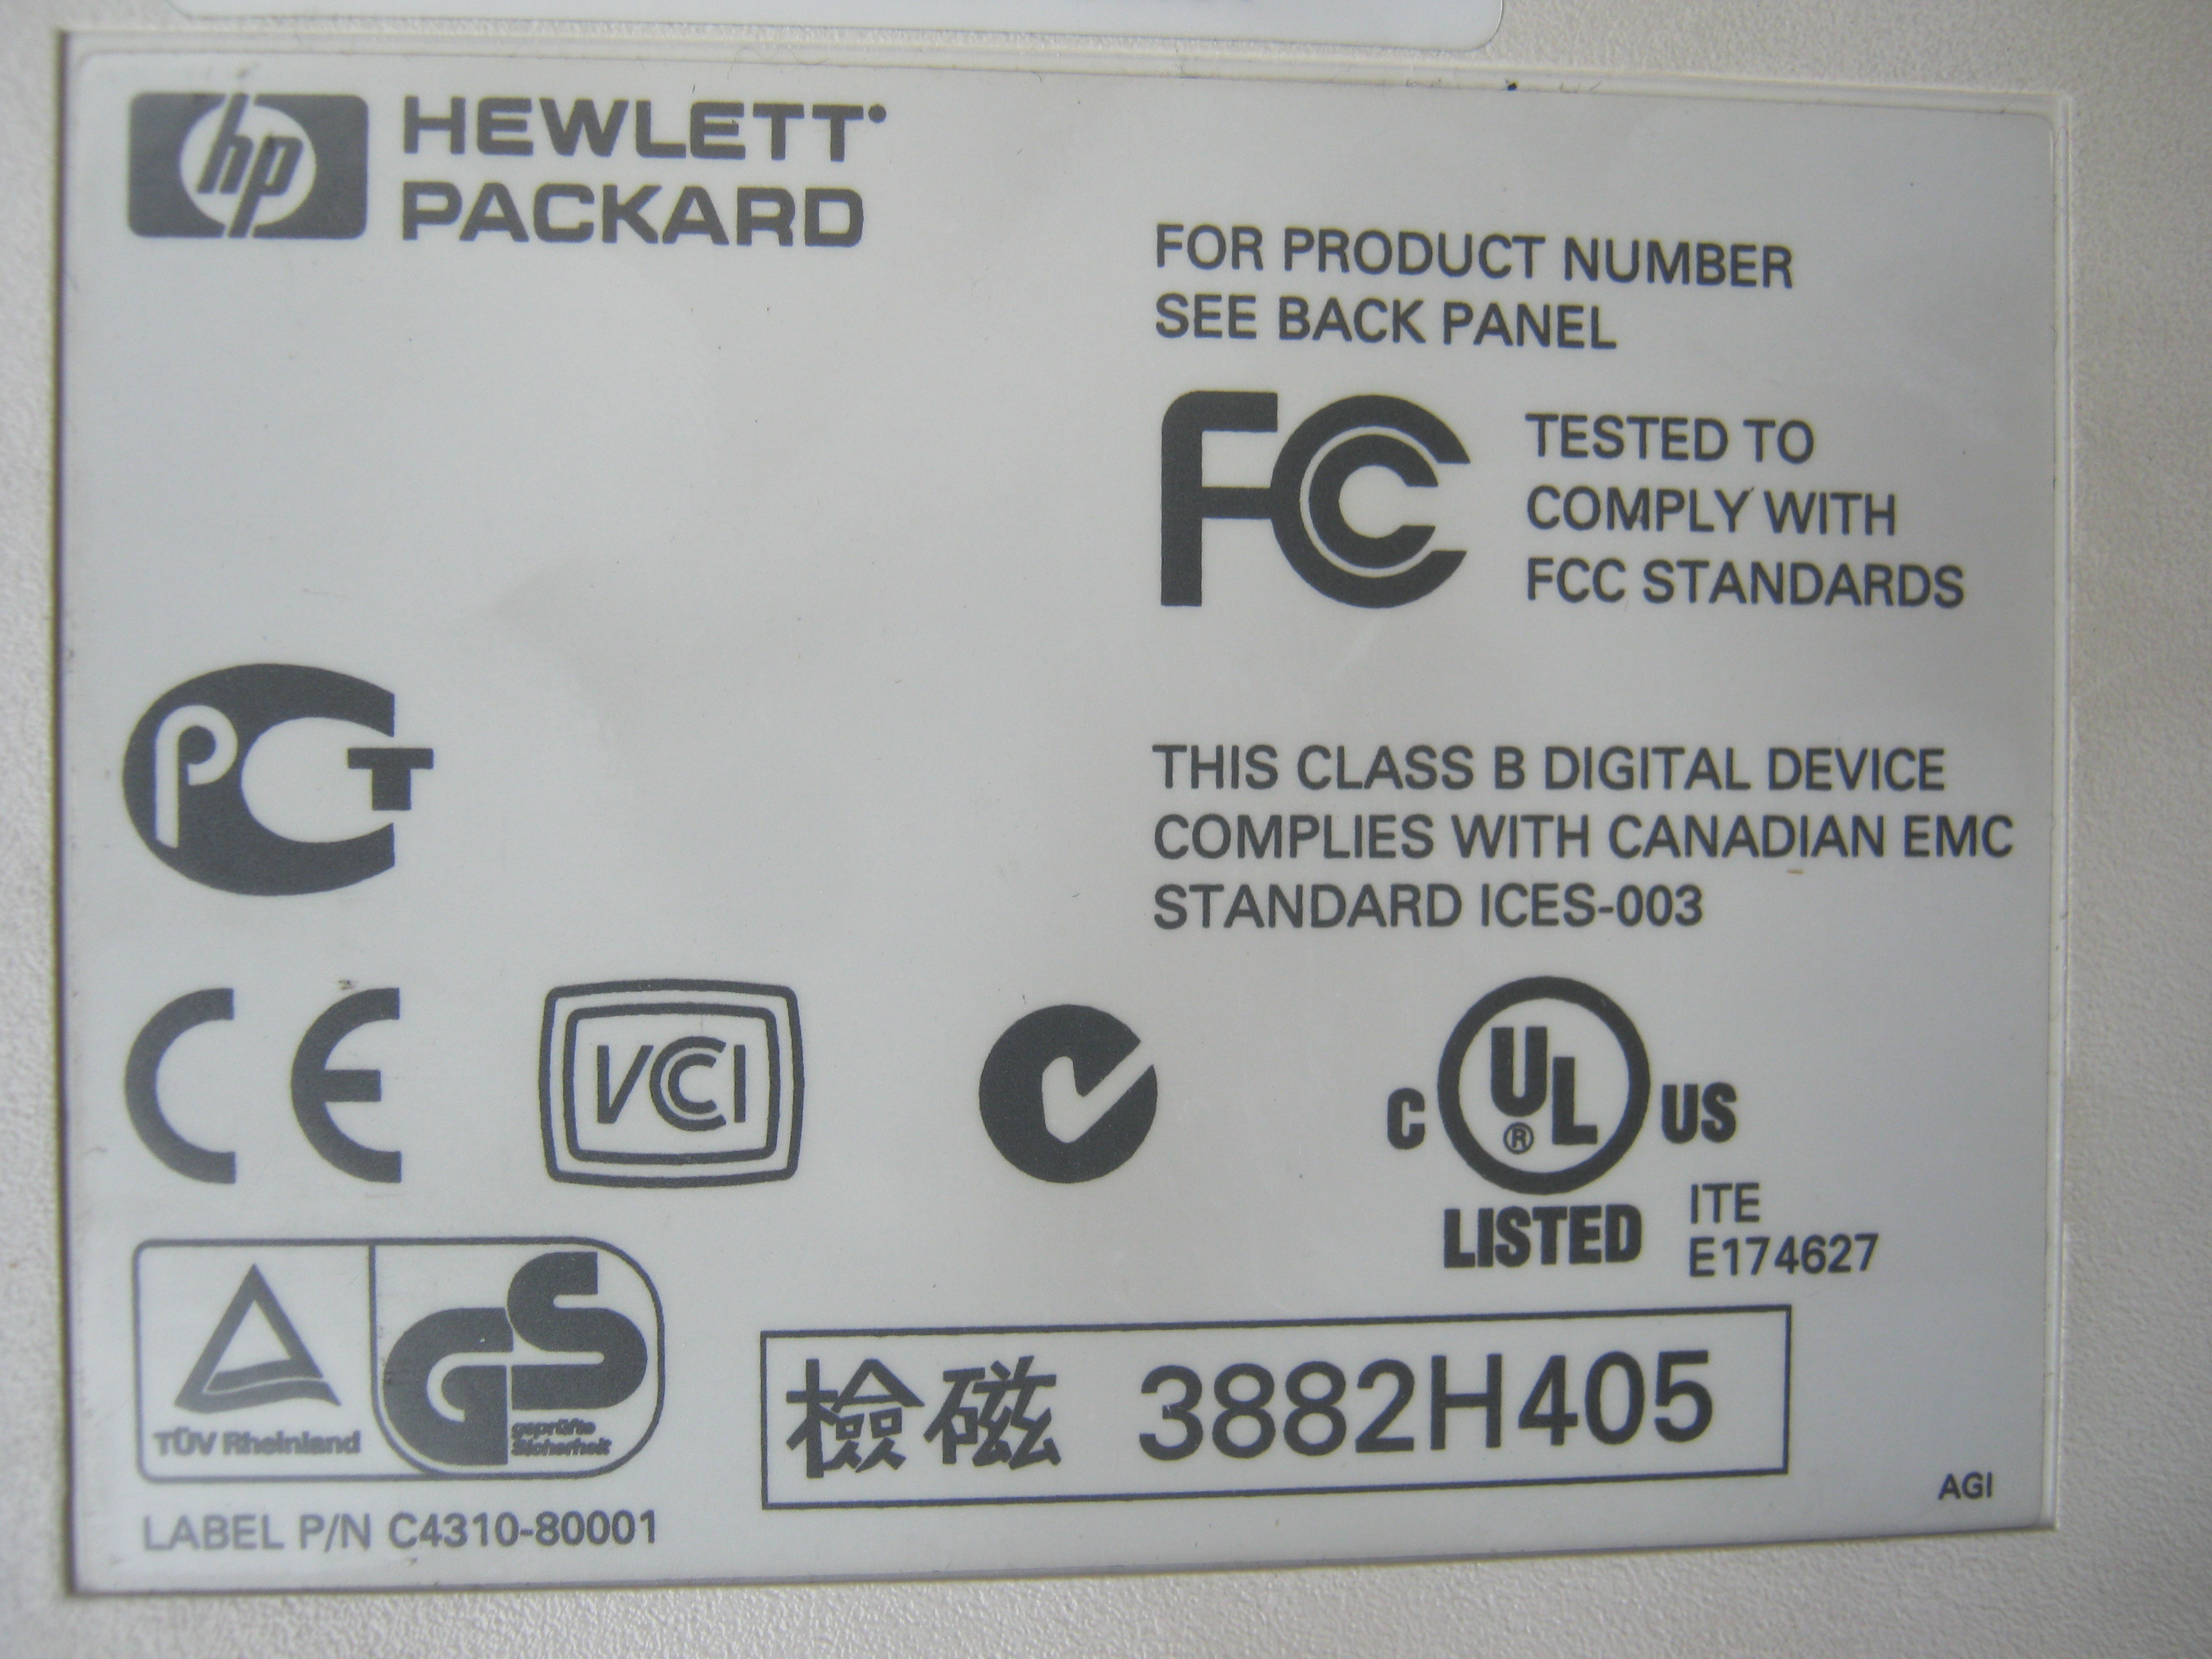 hp HEWLETT
PACKARD
FOR PRODUCT NUMBER
SEE BACK PANEL
FCC
TESTED TO
COMPLY WITH
FCC STANDARDS
PCT
THIS CLASS B DIGITAL DEVICE
COMPLIES WITH CANADIAN EMC
STANDARD ICES-003
CE
VCCI
C UL® US
LISTED
ITE
E174627
TÜV Rheinland
GS
geprüfte
Sicherheit
檢磁 3882H405
LABEL P/N C4310-80001
AGI